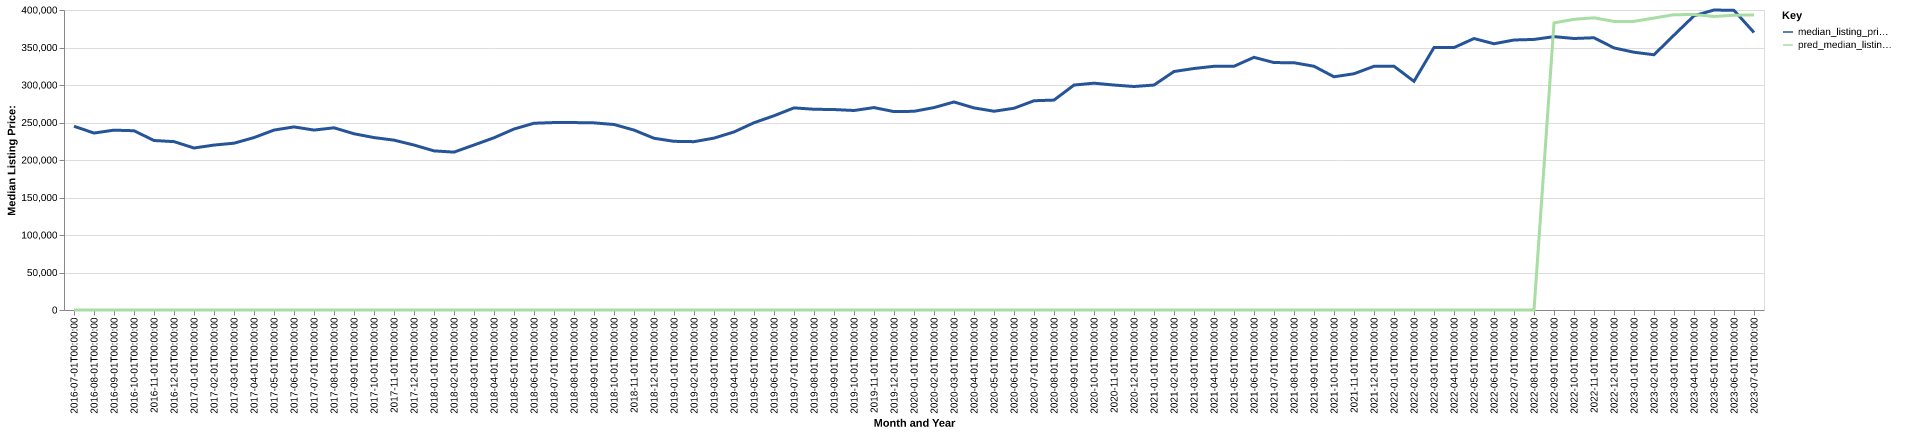 400,000
350,000
300,000
250,000
200,000
150,000
100,000
50,000
0
Median Listing Price:
2016-07-01T00:00:00
2016-08-01T00:00:00
2016-09-01T00:00:00
2016-10-01T00:00:00
2016-11-01T00:00:00
2016-12-01T00:00:00
2017-01-01T00:00:00
2017-02-01T00:00:00
2017-03-01T00:00:00
2017-04-01T00:00:00
2017-05-01T00:00:00
2017-06-01T00:00:00
2017-07-01T00:00:00
2017-08-01T00:00:00
2017-09-01T00:00:00
2017-10-01T00:00:00
2017-11-01T00:00:00
2017-12-01T00:00:00
2018-01-01T00:00:00
2018-02-01T00:00:00
2018-03-01T00:00:00
2018-04-01T00:00:00
2018-05-01T00:00:00
2018-06-01T00:00:00
2018-07-01T00:00:00
2018-08-01T00:00:00
2018-09-01T00:00:00
2018-10-01T00:00:00
2018-11-01T00:00:00
2018-12-01T00:00:00
2019-01-01T00:00:00
2019-02-01T00:00:00
2019-03-01T00:00:00
2019-04-01T00:00:00
2019-05-01T00:00:00
2019-06-01T00:00:00
2019-07-01T00:00:00
2019-08-01T00:00:00
2019-09-01T00:00:00
2019-10-01T00:00:00
2019-11-01T00:00:00
2019-12-01T00:00:00
2020-01-01T00:00:00
2020-02-01T00:00:00
2020-03-01T00:00:00
2020-04-01T00:00:00
2020-05-01T00:00:00
2020-06-01T00:00:00
2020-07-01T00:00:00
2020-08-01T00:00:00
2020-09-01T00:00:00
2020-10-01T00:00:00
2020-11-01T00:00:00
2020-12-01T00:00:00
2021-01-01T00:00:00
2021-02-01T00:00:00
2021-03-01T00:00:00
2021-04-01T00:00:00
2021-05-01T00:00:00
2021-06-01T00:00:00
2021-07-01T00:00:00
2021-08-01T00:00:00
2021-09-01T00:00:00
2021-10-01T00:00:00
2021-11-01T00:00:00
2021-12-01T00:00:00
2022-01-01T00:00:00
2022-02-01T00:00:00
2022-03-01T00:00:00
2022-04-01T00:00:00
2022-05-01T00:00:00
2022-06-01T00:00:00
2022-07-01T00:00:00
2022-08-01T00:00:00
2022-09-01T00:00:00
2022-10-01T00:00:00
2022-11-01T00:00:00
2022-12-01T00:00:00
2023-01-01T00:00:00
2023-02-01T00:00:00
2023-03-01T00:00:00
2023-04-01T00:00:00
2023-05-01T00:00:00
2023-06-01T00:00:00
2023-07-01T00:00:00
Month and Year
Key
median_listing_pri…
pred_median_listin…